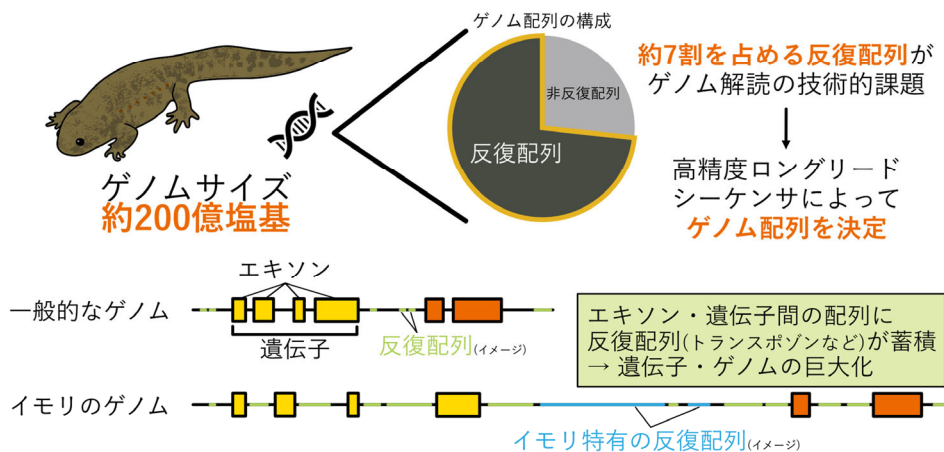 ゲノム配列の構成
非反復配列
反復配列
ゲノムサイズ
約200億塩基
約7割を占める反復配列が
ゲノム解読の技術的課題
高精度ロングリード
シーケンサによって
ゲノム配列を決定
エキソン
一般的なゲノム
遺伝子
反復配列(イメージ)
エキソン・遺伝子間の配列に
反復配列(トランスポゾンなど)が蓄積
→ 遺伝子・ゲノムの巨大化
イモリのゲノム
イモリ特有の反復配列(イメージ)